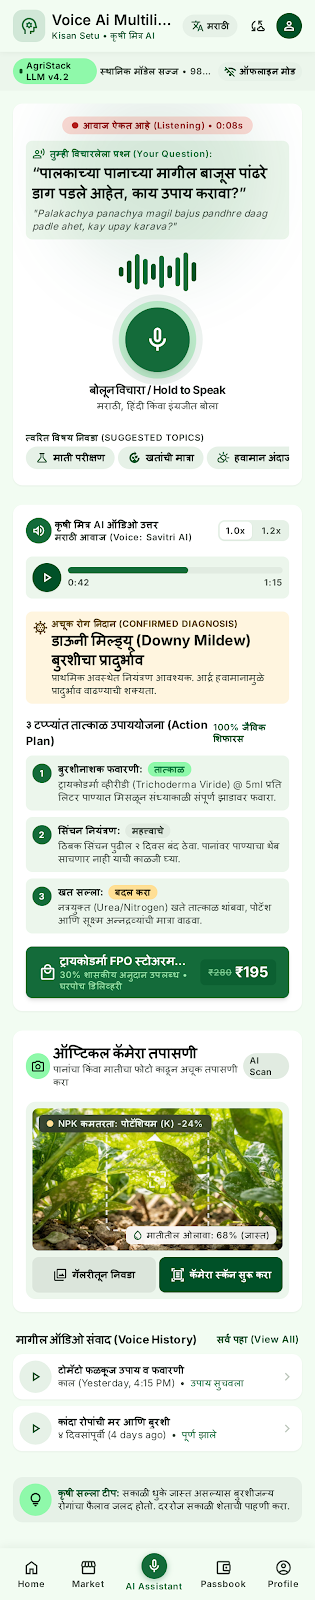 Voice Ai Multili...
Kisan Setu • कृषी मित्र AI
मराठी
AgriStack
LLM v4.2
स्थानिक मॉडेल सज्ज • 98...
ऑफलाइन मोड
आवाज ऐकत आहे (Listening) • 0:08s
तुम्ही विचारलेला प्रश्न (Your Question):
“पालकाच्या पानाच्या मागील बाजूस पांढरे
डाग पडले आहेत, काय उपाय करावा?”
"Palakachya panachya magil bajus pandhre daag
padle ahet, kay upay karava?"
बोलून विचारा / Hold to Speak
मराठी, हिंदी किंवा इंग्रजीत बोला
त्वरित विषय निवडा (SUGGESTED TOPICS)
माती परीक्षण
खतांची मात्रा
हवामान अंदाज
कृषी मित्र AI ऑडिओ उत्तर
मराठी आवाज (Voice: Savitri AI)
1.0x
1.2x
0:42
1:15
अचूक रोग निदान (CONFIRMED DIAGNOSIS)
डाऊनी मिल्ड्यू (Downy Mildew)
बुरशीचा प्रादुर्भाव
प्राथमिक अवस्थेत नियंत्रण आवश्यक. आर्द्र हवामानामुळे
प्रादुर्भाव वाढण्याची शक्यता.
३ टप्प्यांत तात्काळ उपाययोजना (Action
Plan)
100% जैविक
शिफारस
1
बुरशीनाशक फवारणी:
तात्काळ
ट्रायकोडर्मा व्हीरीडी (Trichoderma Viride) @ 5ml प्रति
लिटर पाण्यात मिसळून संध्याकाळी संपूर्ण झाडावर फवारा.
2
सिंचन नियंत्रण:
महत्त्वाचे
ठिबक सिंचन पुढील २ दिवस बंद ठेवा. पानांवर पाण्याचा थेंब
साचणार नाही याची काळजी घ्या.
3
खत सल्ला:
बदल करा
नत्रयुक्त (Urea/Nitrogen) खते तात्काळ थांबवा, पोटॅश
आणि सूक्ष्म अन्नद्रव्यांची मात्रा वाढवा.
ट्रायकोडर्मा FPO स्टोअरम...
30% शासकीय अनुदान उपलब्ध •
घरपोच डिलिव्हरी
₹280 ₹195
ऑप्टिकल कॅमेरा तपासणी
पानांचा किंवा मातीचा फोटो काढून अचूक तपासणी
करा
AI
Scan
NPK कमतरता: पोटॅशियम (K) -24%
मातीतील ओलावा: 68% (जास्त)
गॅलरीतून निवडा
कॅमेरा स्कॅन सुरू करा
मागील ऑडिओ संवाद (Voice History)
सर्व पहा (View All)
टोमॅटो फळकूज उपाय व फवारणी
काल (Yesterday, 4:15 PM) • उपाय सुचवला
कांदा रोपांची मर आणि बुरशी
४ दिवसांपूर्वी (4 days ago) • पूर्ण झाले
कृषी सल्ला टीप: सकाळी धुके जास्त असल्यास बुरशीजन्य
रोगांचा फैलाव जलद होतो. दररोज सकाळी शेताची पाहणी करा.
Home
Market
AI Assistant
Passbook
Profile